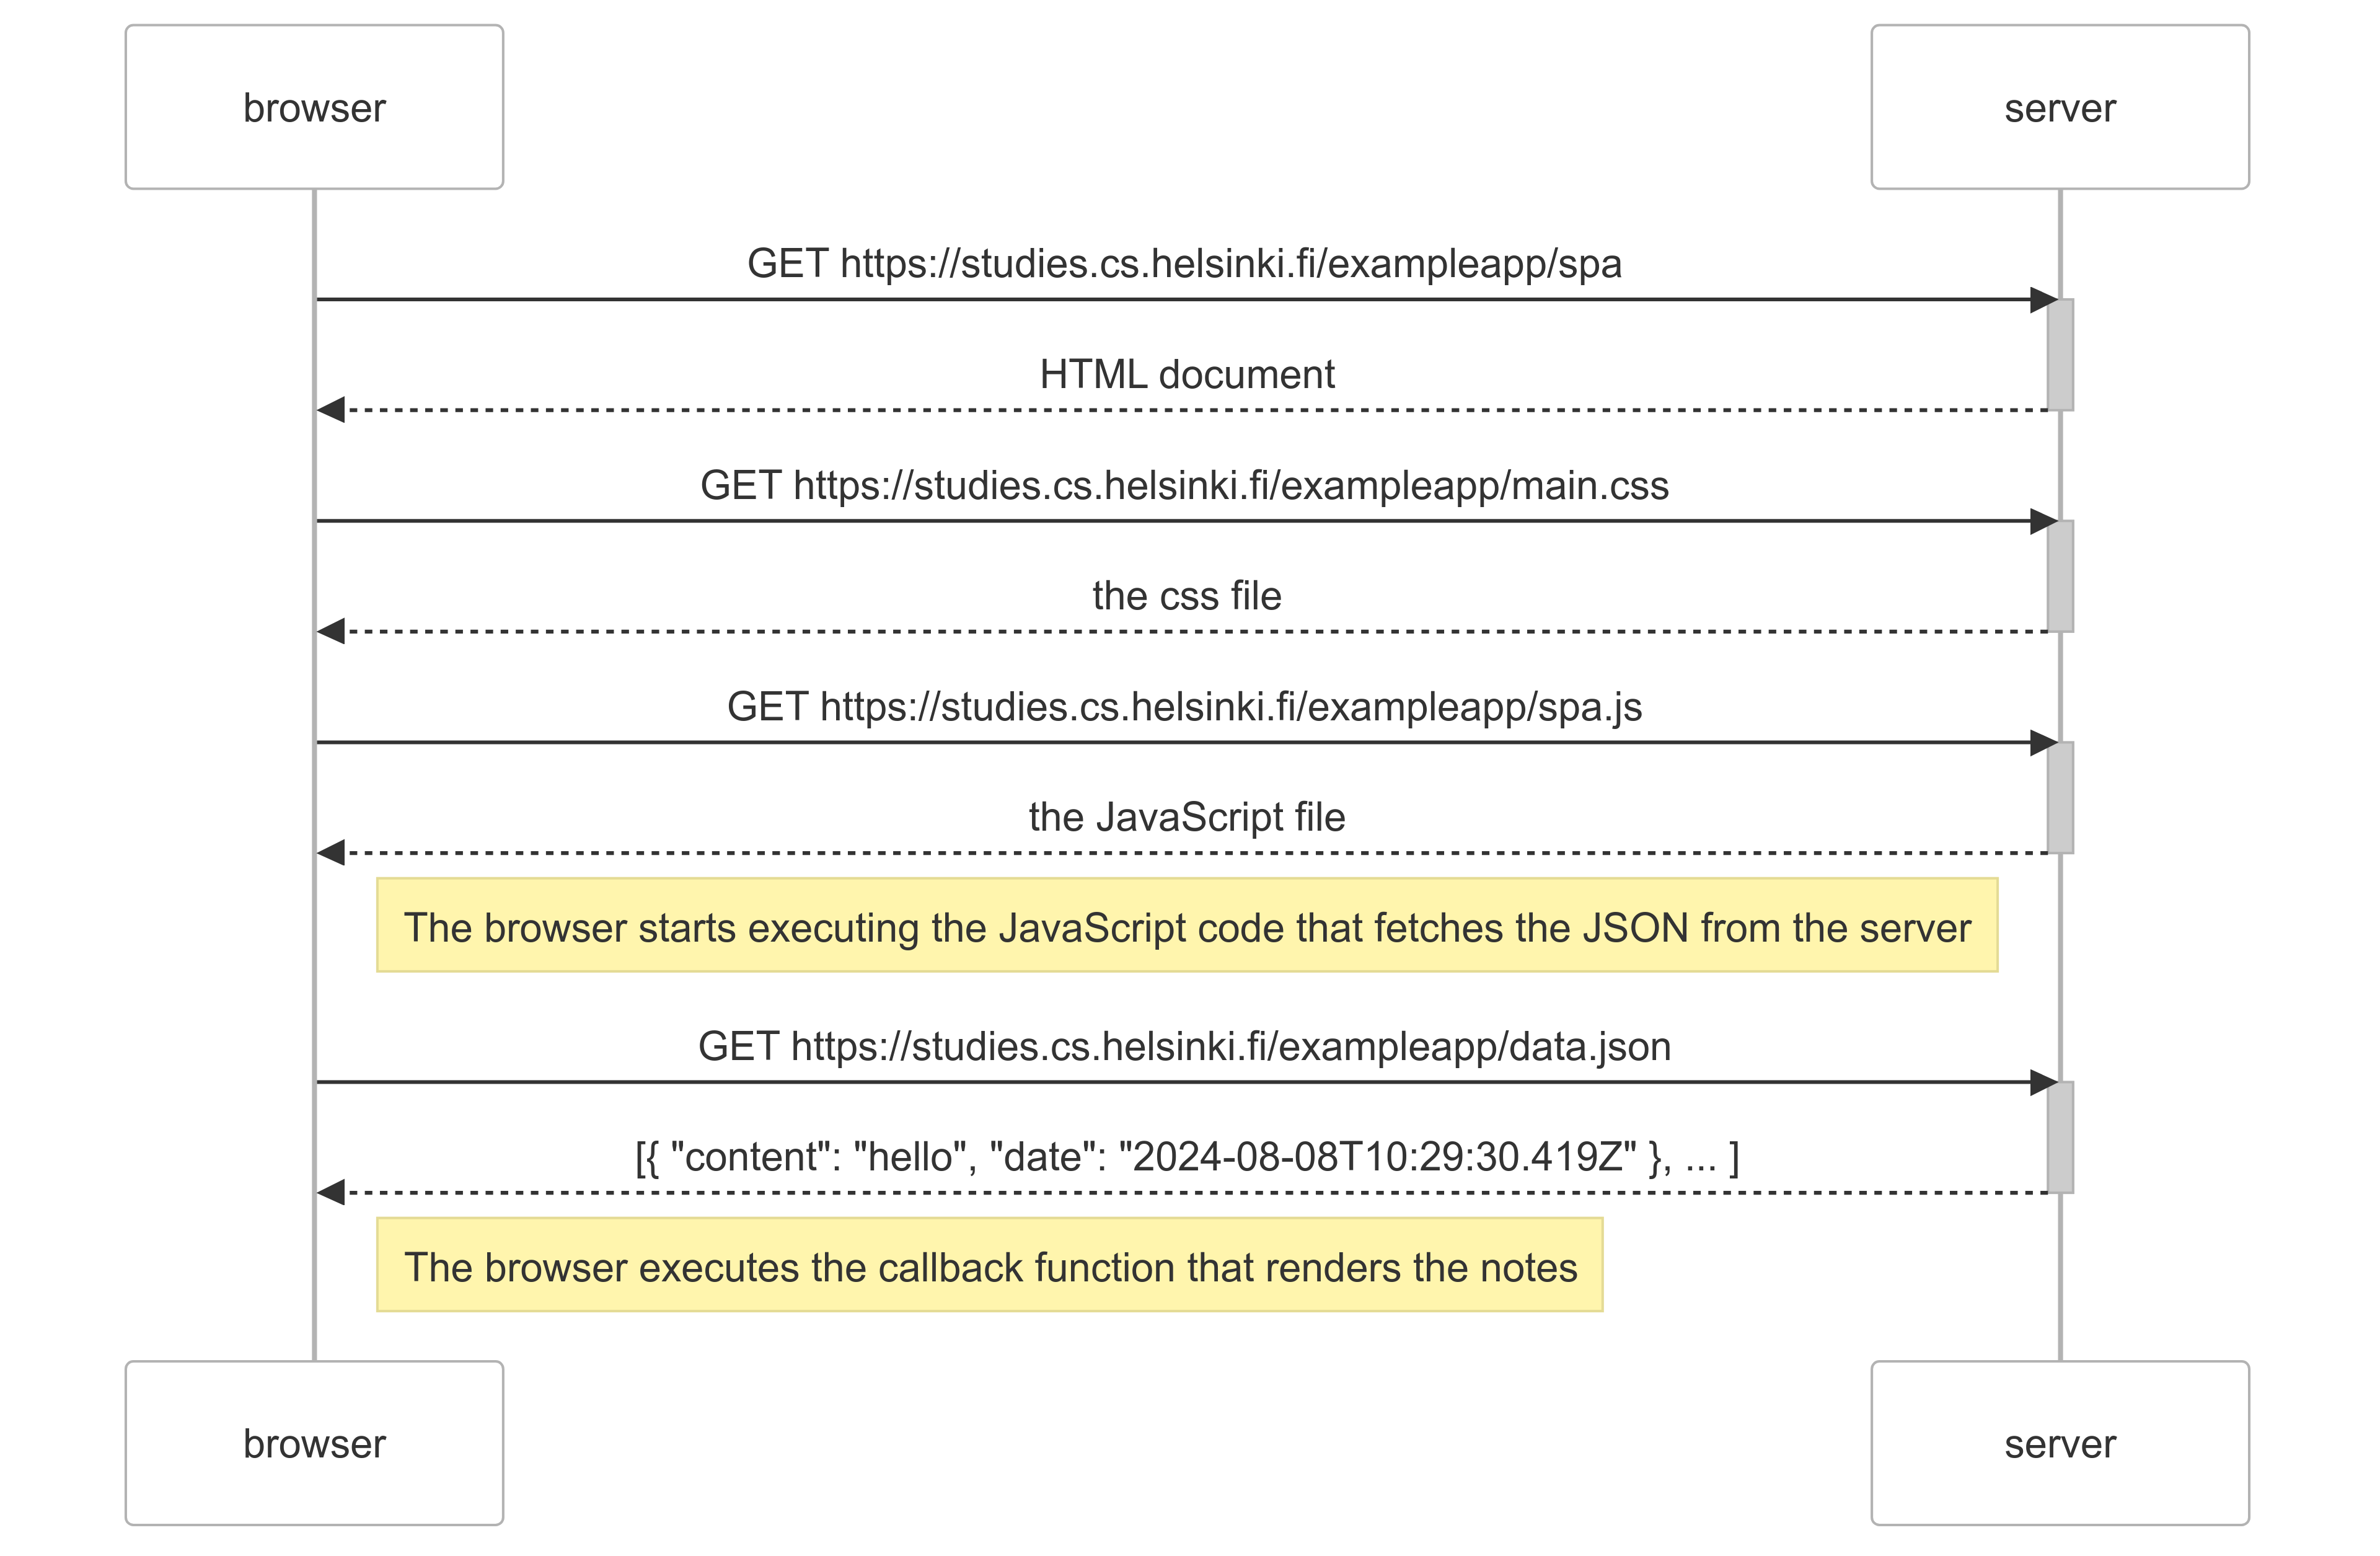 browser
server
GET https://studies.cs.helsinki.fi/exampleapp/spa
HTML document
GET https://studies.cs.helsinki.fi/exampleapp/main.css
the css file
GET https://studies.cs.helsinki.fi/exampleapp/spa.js
the JavaScript file
The browser starts executing the JavaScript code that fetches the JSON from the server
GET https://studies.cs.helsinki.fi/exampleapp/data.json
[{ "content": "hello", "date": "2024-08-08T10:29:30.419Z" }, ... ]
The browser executes the callback function that renders the notes
browser
server